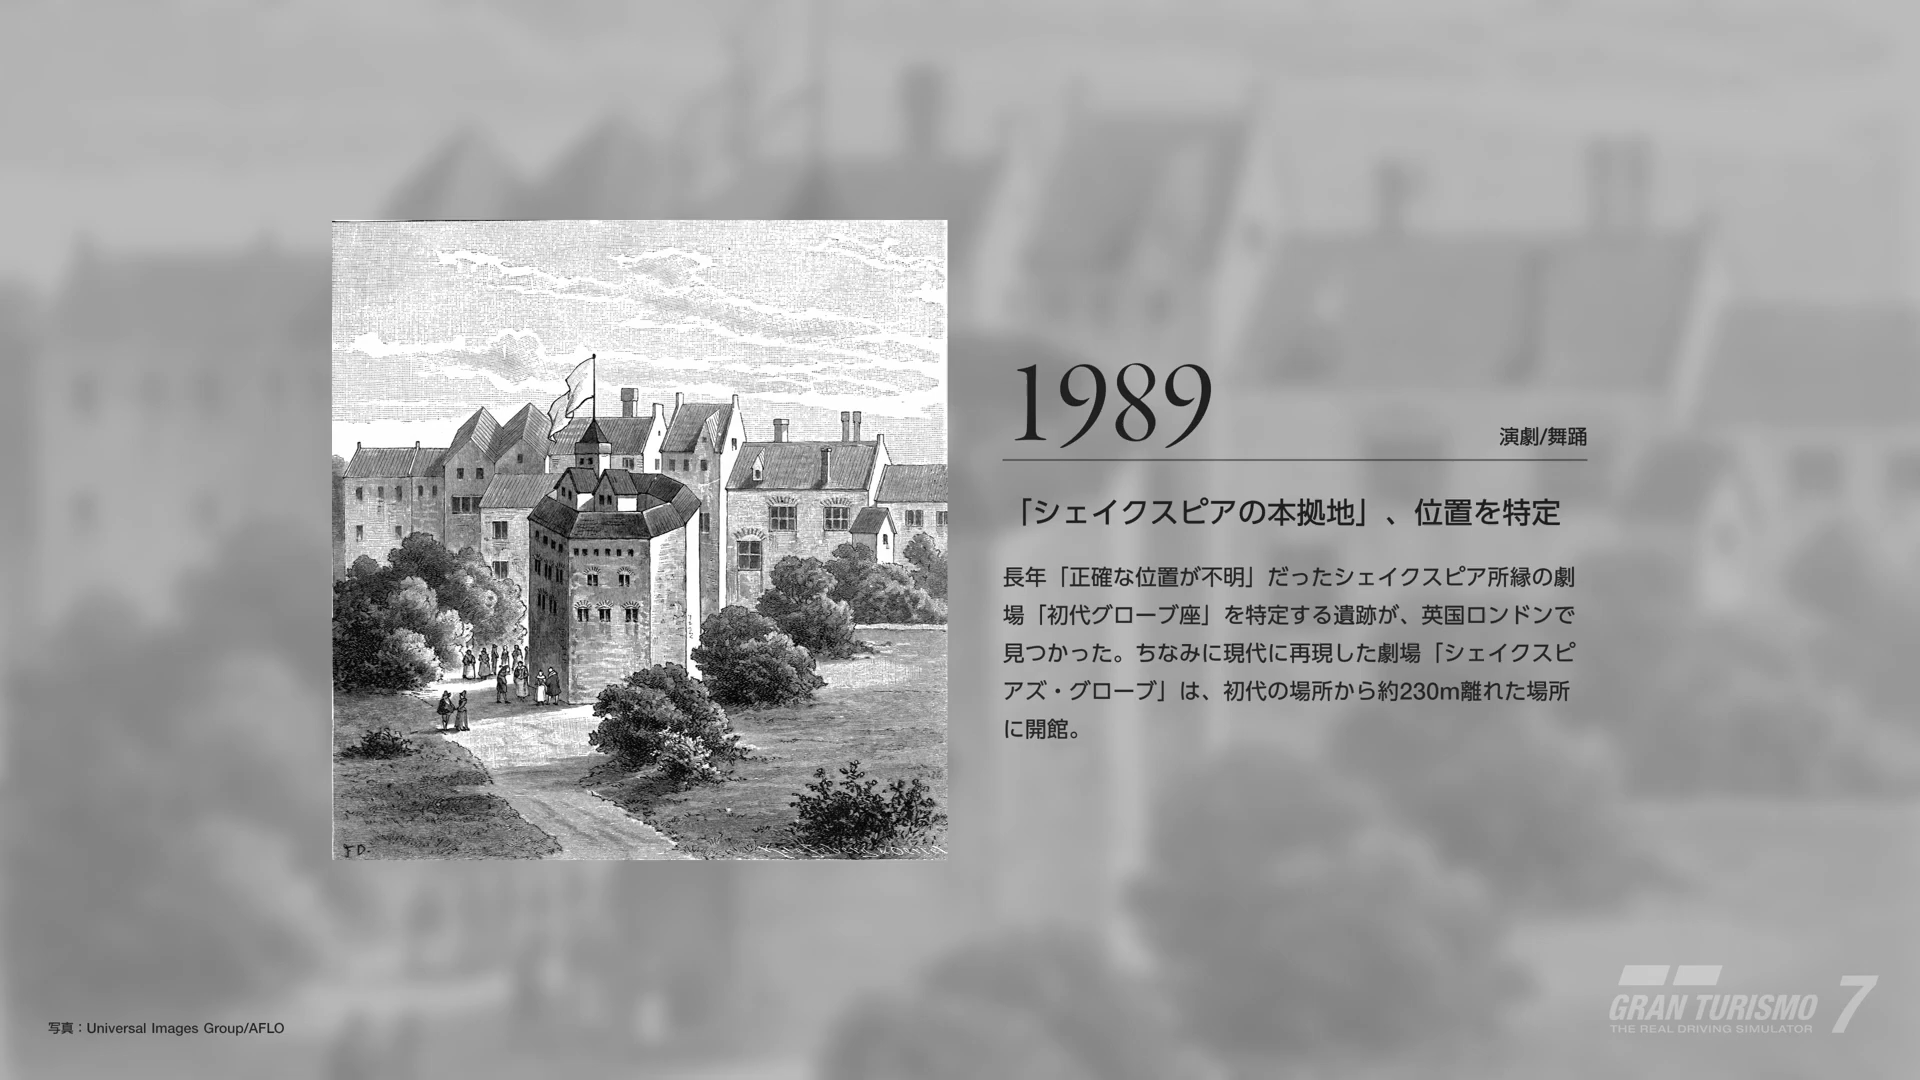 1989
演劇/舞踊
「シェイクスピアの本拠地」、位置を特定
長年「正確な位置が不明」だったシェイクスピア所縁の劇
場「初代グローブ座」を特定する遺跡が、英国ロンドンで
見つかった。ちなみに現代に再現した劇場「シェイクスピ
アズ・グローブ」は、初代の場所から約230m離れた場所
に開館。
J D.
写真：Universal Images Group/AFLO
GRAN TURISMO 7
THE REAL DRIVING SIMULATOR